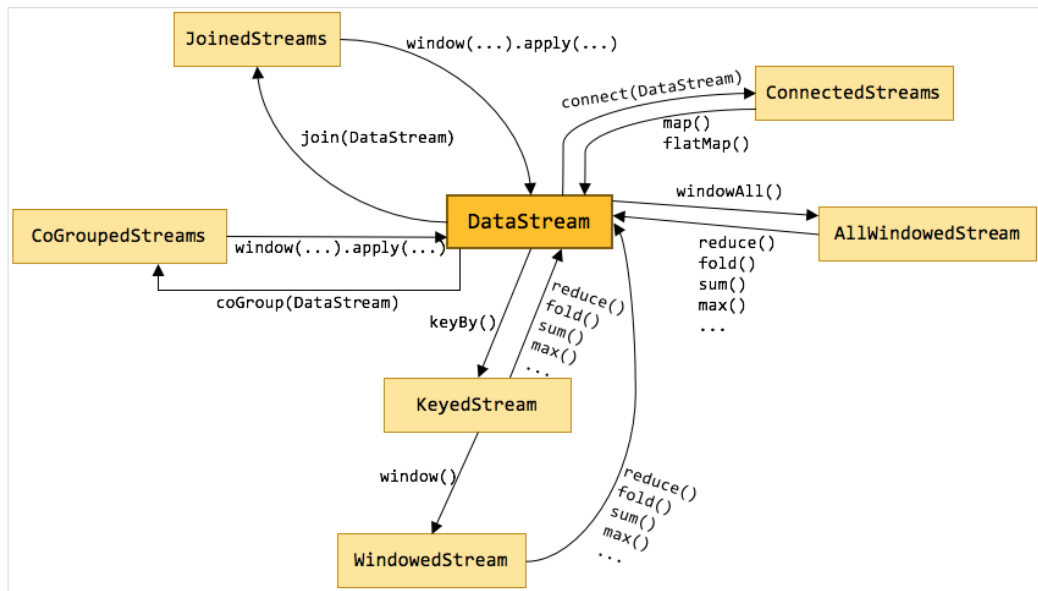 JoinedStreams
window(...).apply(...)
connect(DataStream)
ConnectedStreams
map()
flatMap()
join(DataStream)
windowAll()
DataStream
CoGroupedStreams
window(...).apply(...)
AllWindowedStream
reduce()
fold()
sum()
max()
...
coGroup(DataStream)
keyBy()
reduce()
fold()
sum()
max()
...
KeyedStream
window()
reduce()
fold()
sum()
max()
...
WindowedStream